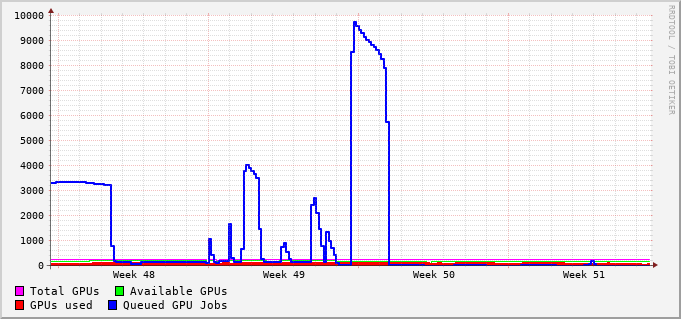 10000
9000
8000
7000
6000
5000
4000
3000
2000
1000
0
Week 48 Week 49 Week 50 Week 51
Total GPUs Available GPUs
GPUs used Queued GPU Jobs
RRDTOOL / TOBI OETIKER